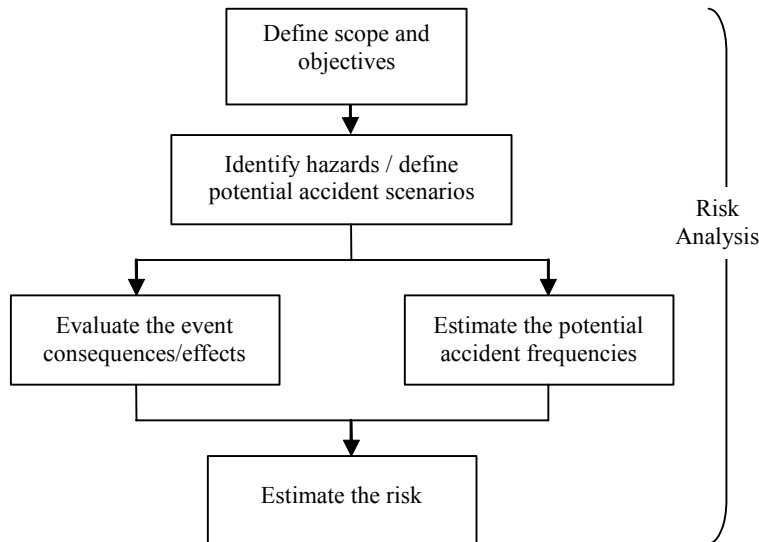 Define scope and
objectives
Identify hazards / define
potential accident scenarios
Risk
Analysis
Evaluate the event
consequences/effects
Estimate the potential
accident frequencies
Estimate the risk